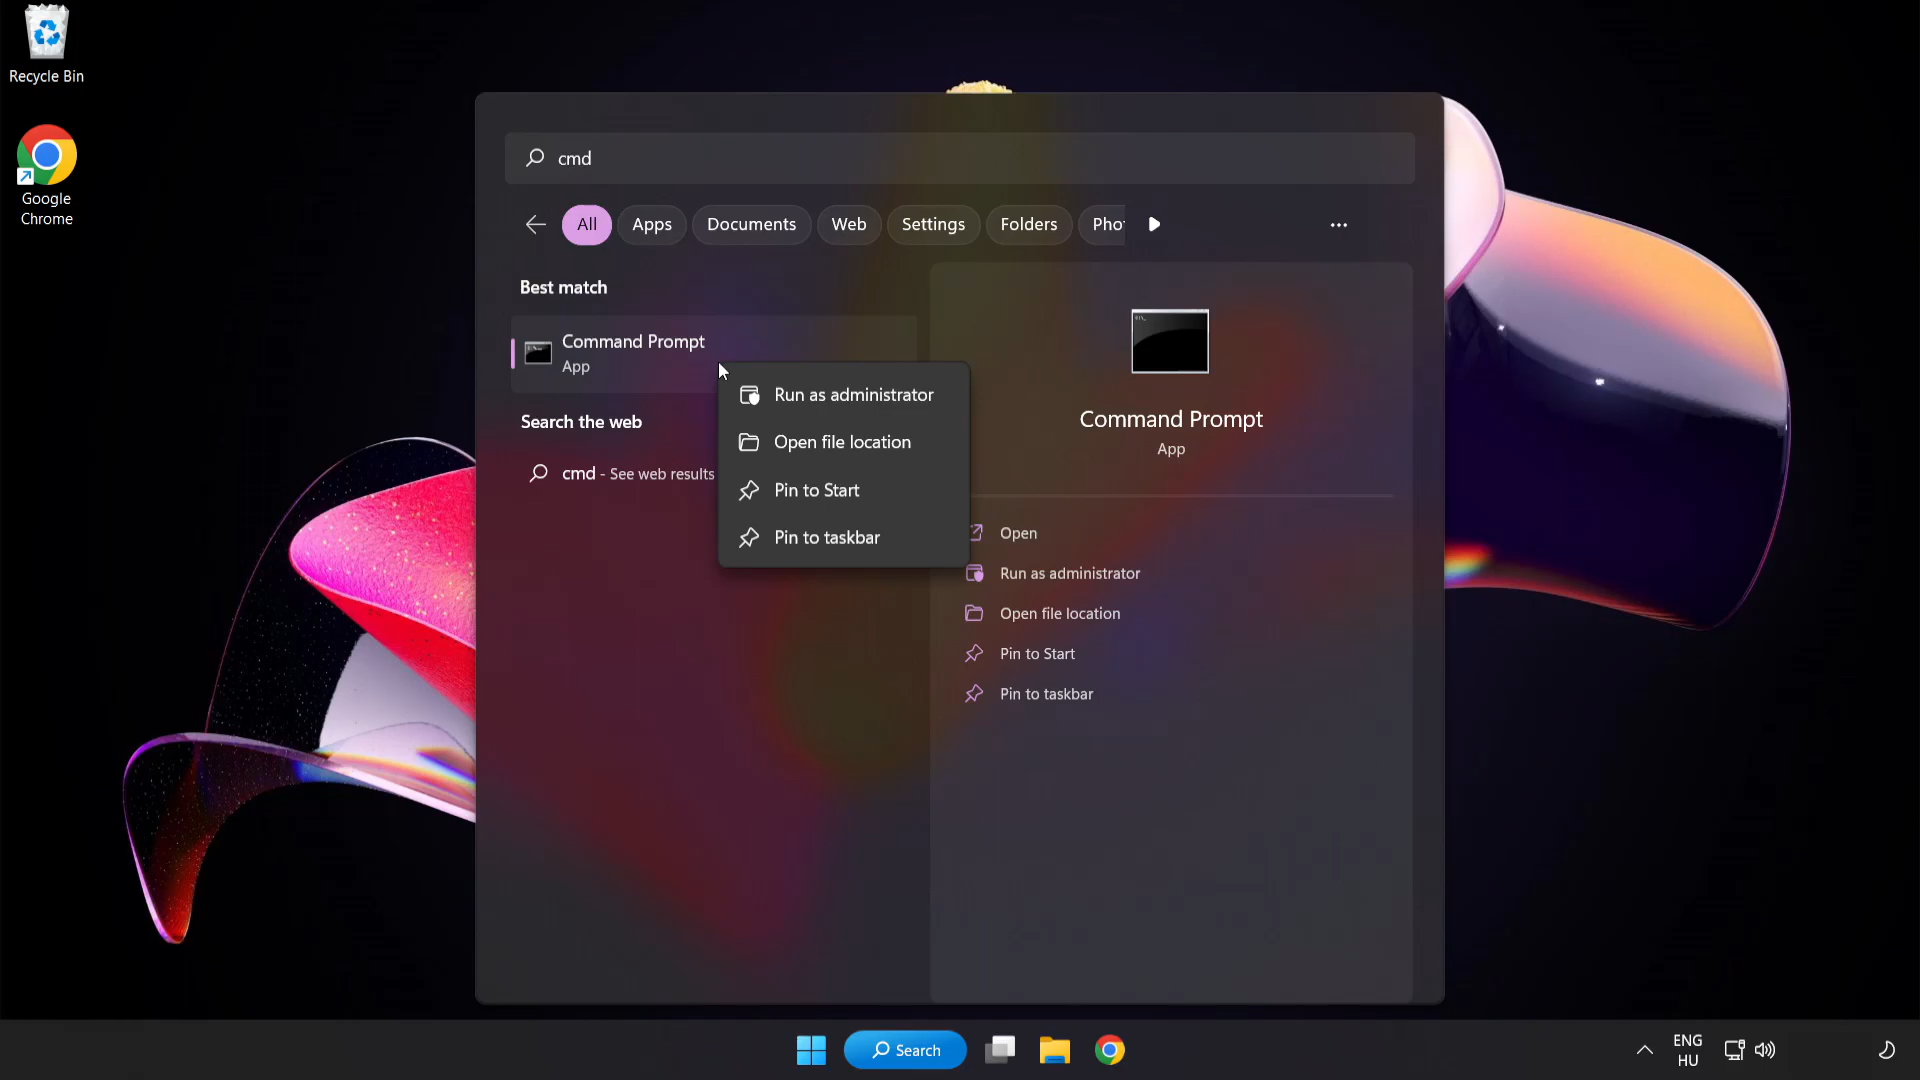 Recycle Bin
Google
Chrome
cmd
All
Apps
Documents
Web
Settings
Folders
Best match
Command Prompt
App
Search the web
cmd - See web results
Run as administrator
Open file location
Pin to Start
Pin to taskbar
Command Prompt
App
Open
Run as administrator
Open file location
Pin to Start
Pin to taskbar
Search
ENG
HU